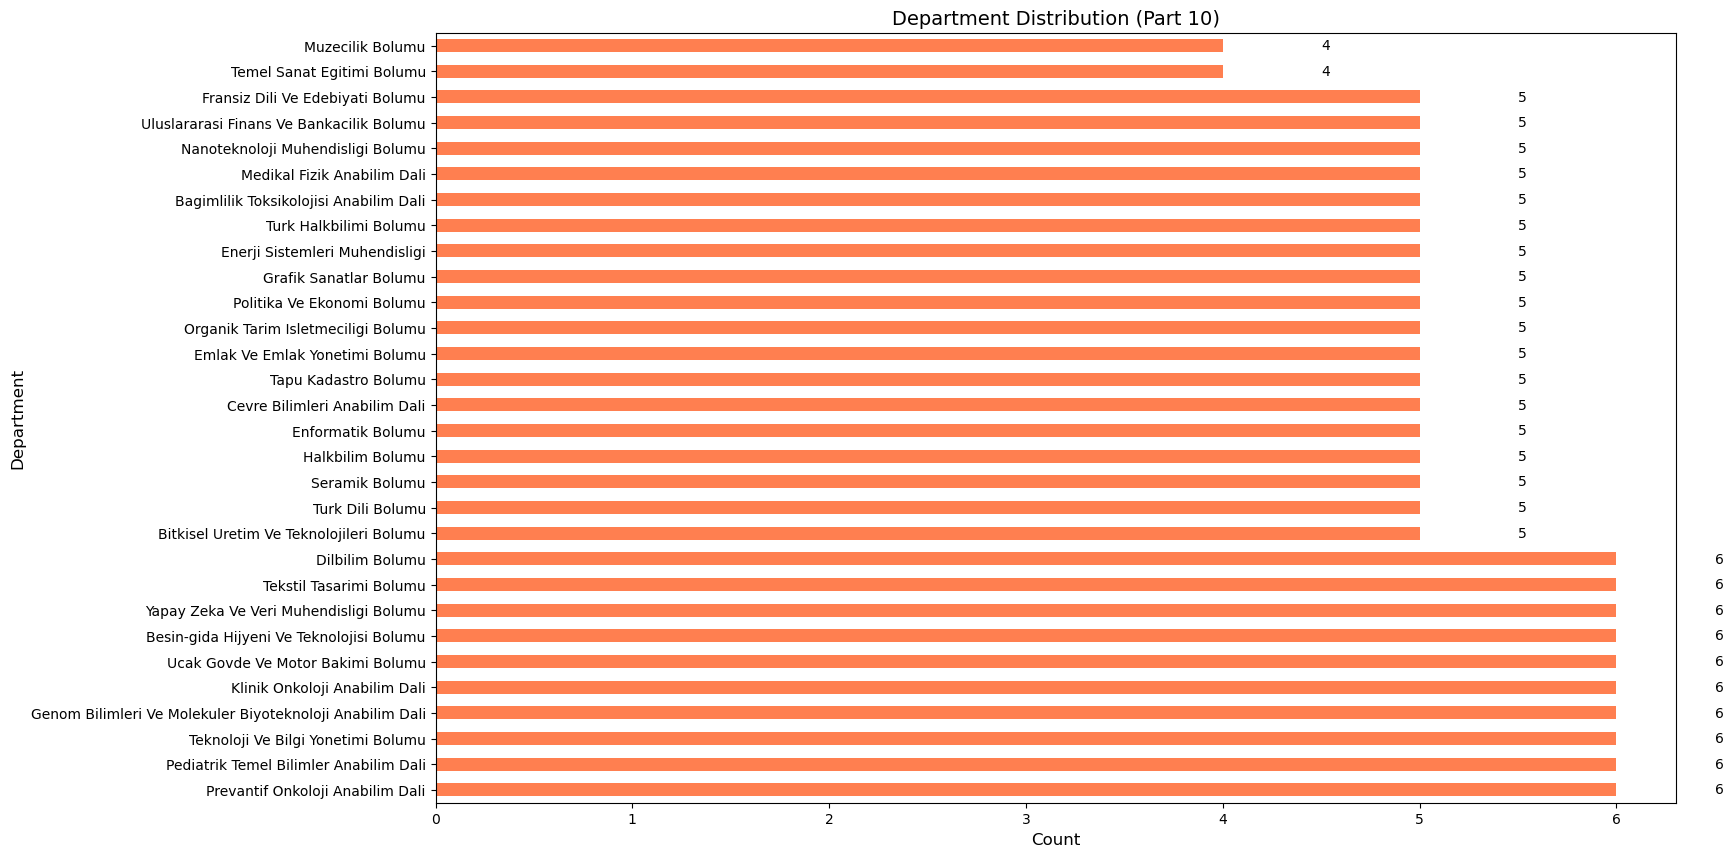 Department Distribution (Part 10)
Muzecilik Bolumu 4
Temel Sanat Egitimi Bolumu 4
Fransiz Dili Ve Edebiyati Bolumu 5
Uluslararasi Finans Ve Bankacilik Bolumu 5
Nanoteknoloji Muhendisligi Bolumu 5
Medikal Fizik Anabilim Dali 5
Bagimlilik Toksikolojisi Anabilim Dali 5
Turk Halkbilimi Bolumu 5
Enerji Sistemleri Muhendisligi 5
Grafik Sanatlar Bolumu 5
Politika Ve Ekonomi Bolumu 5
Organik Tarim Isletmeciligi Bolumu 5
Emlak Ve Emlak Yonetimi Bolumu 5
Tapu Kadastro Bolumu 5
Cevre Bilimleri Anabilim Dali 5
Enformatik Bolumu 5
Halkbilim Bolumu 5
Seramik Bolumu 5
Turk Dili Bolumu 5
Bitkisel Uretim Ve Teknolojileri Bolumu 5
Dilbilim Bolumu 6
Tekstil Tasarimi Bolumu 6
Yapay Zeka Ve Veri Muhendisligi Bolumu 6
Besin-gida Hijyeni Ve Teknolojisi Bolumu 6
Ucak Govde Ve Motor Bakimi Bolumu 6
Klinik Onkoloji Anabilim Dali 6
Genom Bilimleri Ve Molekuler Biyoteknoloji Anabilim Dali 6
Teknoloji Ve Bilgi Yonetimi Bolumu 6
Pediatrik Temel Bilimler Anabilim Dali 6
Prevantif Onkoloji Anabilim Dali 6
0 1 2 3 4 5 6
Count
Department